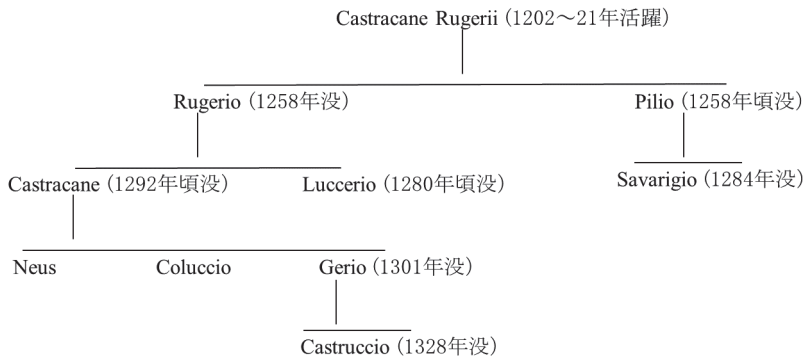 Castracane Rugerii (1202～21年活躍)
Rugerio (1258年没)
Pilio (1258年頃没)
Castracane (1292年頃没)
Luccerio (1280年頃没)
Savarigio (1284年没)
Neus
Coluccio
Gerio (1301年没)
Castruccio (1328年没)